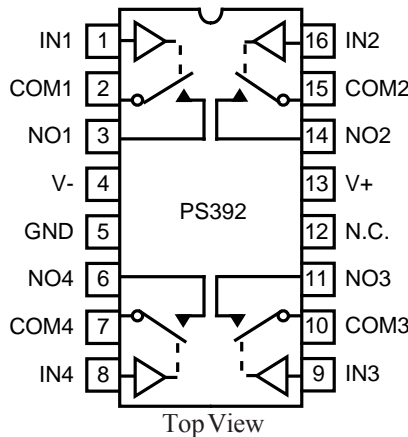 IN1 1 16 IN2
COM1 2 15 COM2
NO1 3 14 NO2
V- 4 13 V+
PS392
GND 5 12 N.C.
NO4 6 11 NO3
COM4 7 10 COM3
IN4 8 9 IN3
Top View